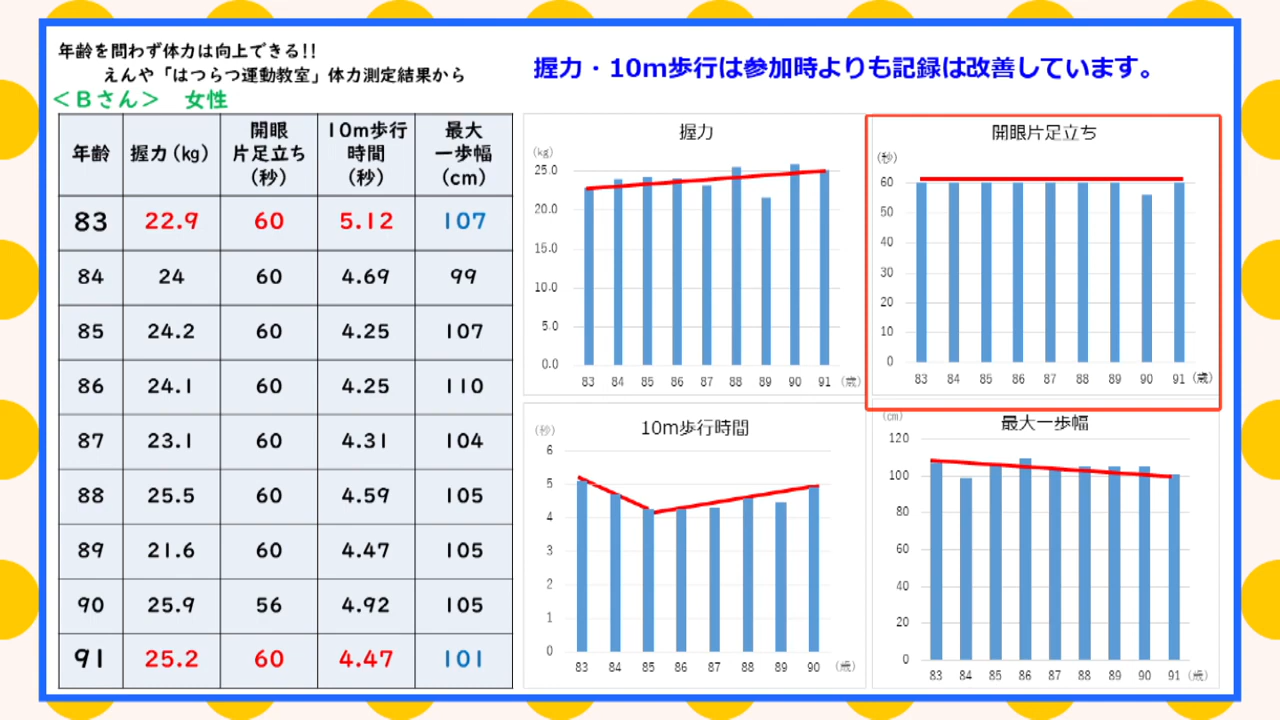 年齢を問わず体力は向上できる!!
えんや「はつらつ運動教室」体力測定結果から
＜Bさん＞　女性
握力・10m歩行は参加時よりも記録は改善しています。
年齢 握力(kg) 開眼片足立ち(秒) 10m歩行時間(秒) 最大一歩幅(cm)
83 22.9 60 5.12 107
84 24 60 4.69 99
85 24.2 60 4.25 107
86 24.1 60 4.25 110
87 23.1 60 4.31 104
88 25.5 60 4.59 105
89 21.6 60 4.47 105
90 25.9 56 4.92 105
91 25.2 60 4.47 101
握力
(kg)
25.0
20.0
15.0
10.0
5.0
0.0
83 84 85 86 87 88 89 90 91 (歳)
開眼片足立ち
(秒)
60
50
40
30
20
10
0
83 84 85 86 87 88 89 90 91 (歳)
10m歩行時間
(秒)
6
5
4
3
2
1
0
83 84 85 86 87 88 89 90 (歳)
最大一歩幅
(cm)
120
100
80
60
40
20
0
83 84 85 86 87 88 89 90 91 (歳)